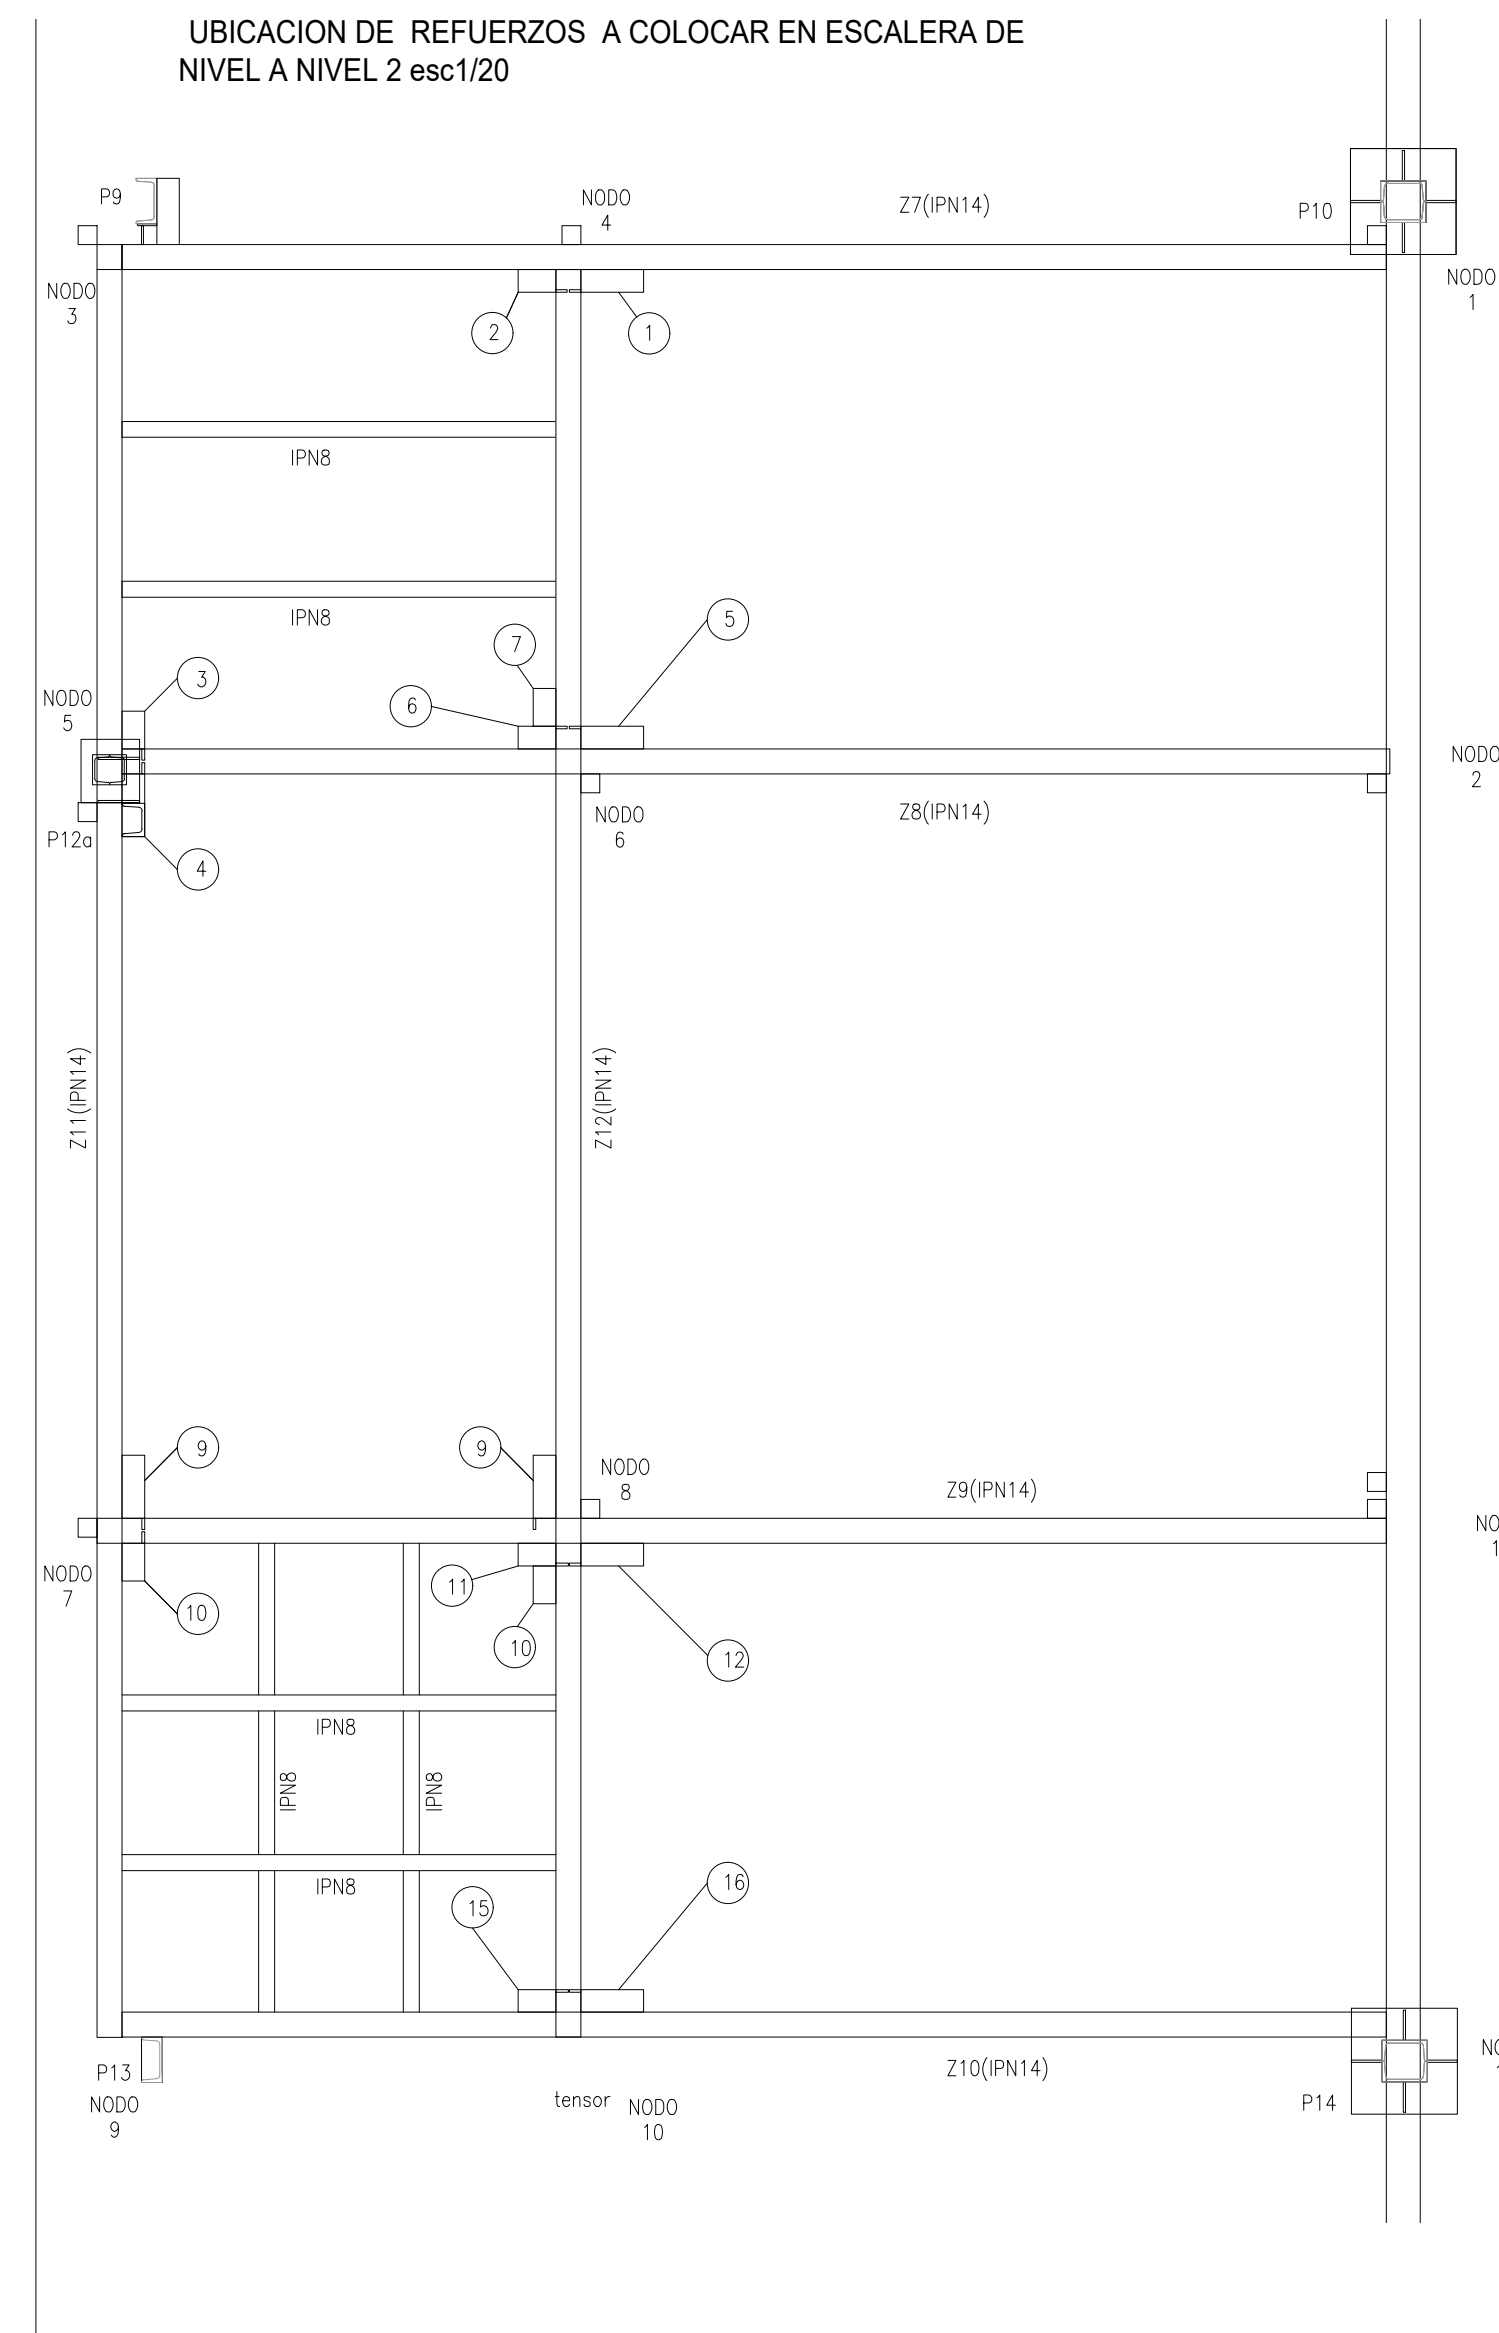 UBICACION DE REFUERZOS A COLOCAR EN ESCALERA DE
NIVEL A NIVEL 2 esc1/20
P9
NODO
4
Z7(IPN14)
P10
NODO
3
NODO
1
2
1
IPN8
IPN8
5
7
3
6
NODO
5
NODO
2
Z8(IPN14)
NODO
6
P12a
4
Z11(IPN14)
Z12(IPN14)
9
9
NODO
8
Z9(IPN14)
NODO
7
11
10
10
12
IPN8
IPN8
IPN8
IPN8
16
15
P13
NODO
9
tensor
NODO
10
Z10(IPN14)
P14